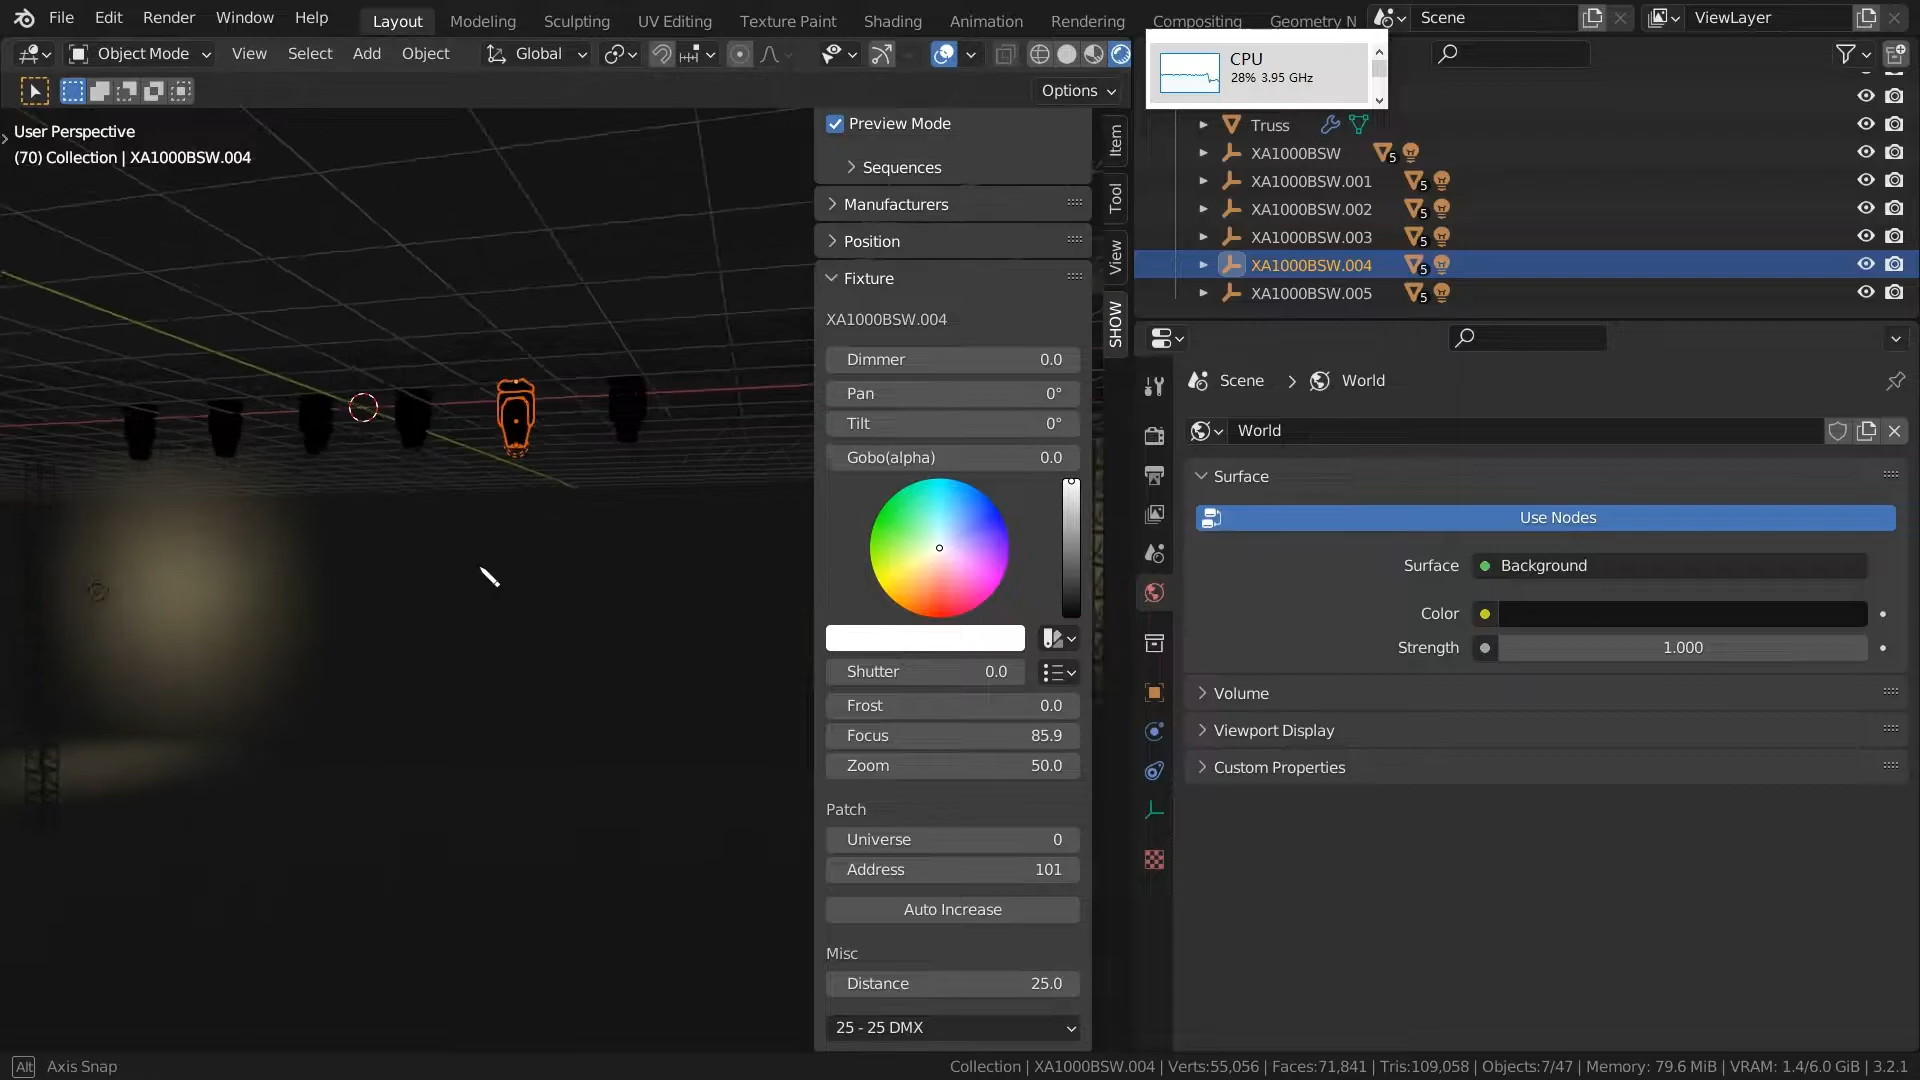 File Edit Render Window Help
Layout Modeling Sculpting UV Editing Texture Paint Shading Animation Rendering Compositing Geometry N
Scene
ViewLayer
Object Mode View Select Add Object
Global
CPU
28% 3.95 GHz
Options
User Perspective
(70) Collection | XA1000BSW.004
Preview Mode
Sequences
Manufacturers
Position
Fixture
XA1000BSW.004
Dimmer 0.0
Pan 0°
Tilt 0°
Gobo(alpha) 0.0
Shutter 0.0
Frost 0.0
Focus 85.9
Zoom 50.0
Patch
Universe 0
Address 101
Auto Increase
Misc
Distance 25.0
25 - 25 DMX
Item
Tool
View
SHOW
Truss
XA1000BSW 5
XA1000BSW.001 5
XA1000BSW.002 5
XA1000BSW.003 5
XA1000BSW.004 5
XA1000BSW.005 5
Scene World
World
Surface
Use Nodes
Surface Background
Color
Strength 1.000
Volume
Viewport Display
Custom Properties
Alt Axis Snap
Collection | XA1000BSW.004 | Verts:55,056 | Faces:71,841 | Tris:109,058 | Objects:7/47 | Memory: 79.6 MiB | VRAM: 1.4/6.0 GiB | 3.2.1